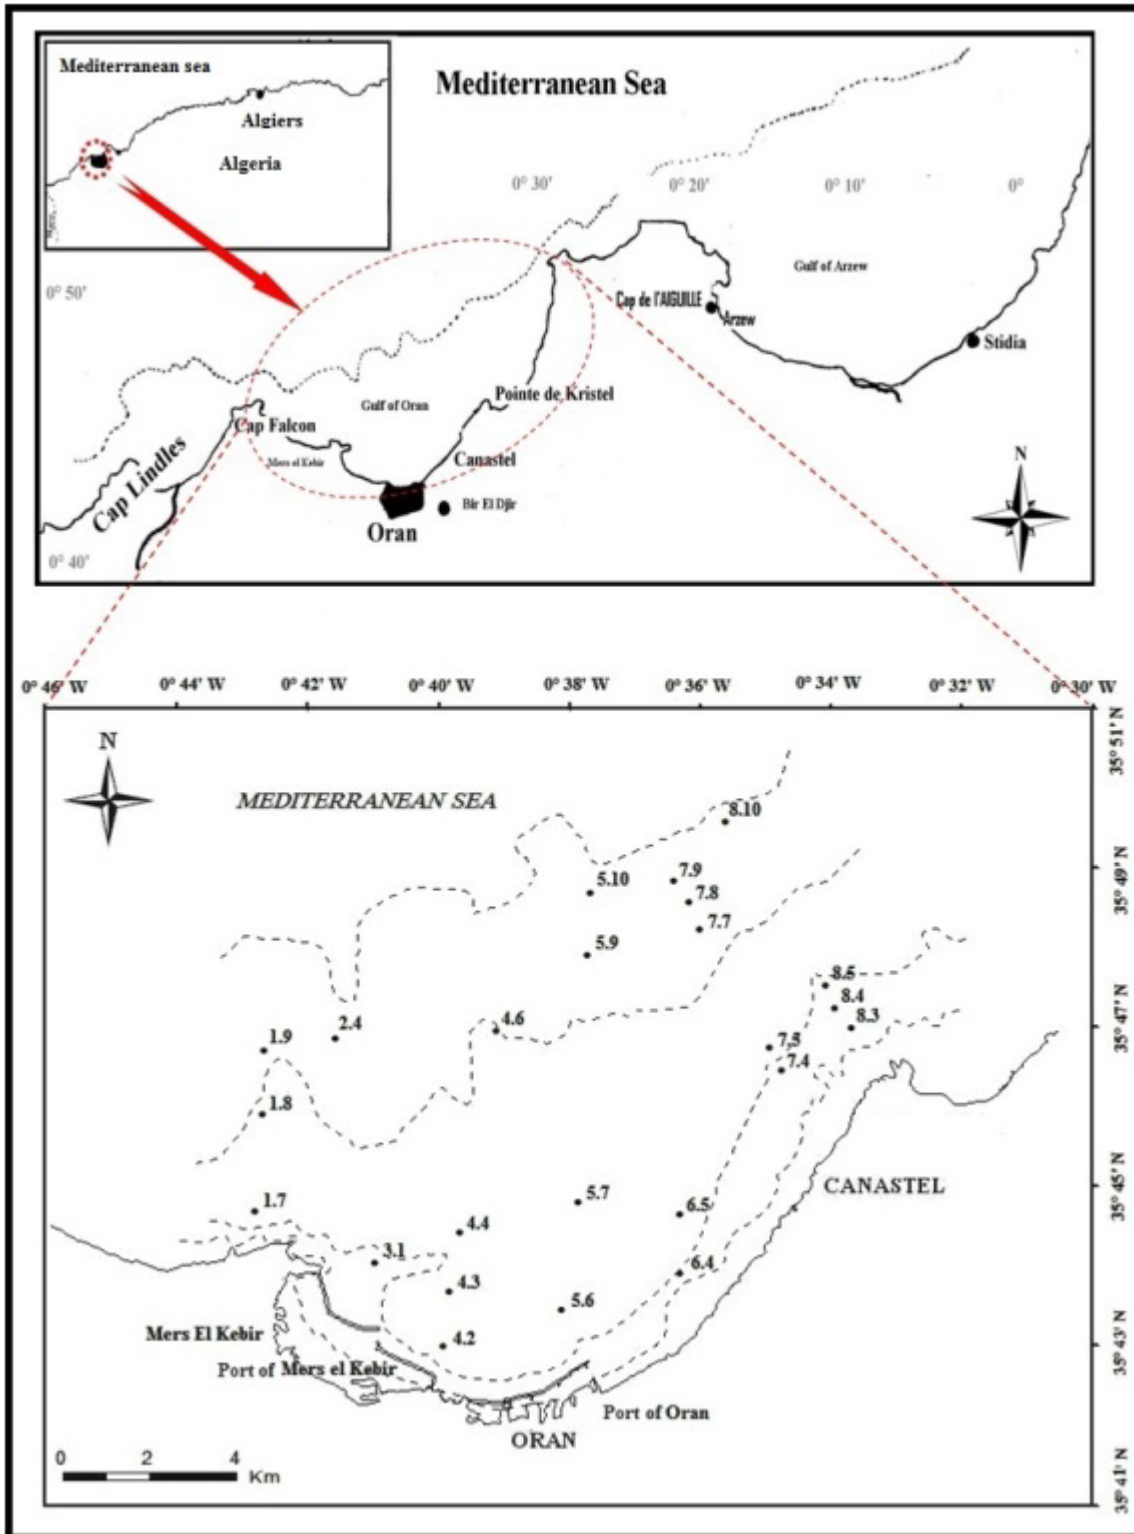 Mediterranean sea
Algiers
Algeria
Mediterranean Sea
0° 30'
0° 20'
0° 10'
0°
0° 50'
Gulf of Arzew
Cap de l'AIGUILLE
Arzew
Stidia
Pointe de Kristel
Gulf of Oran
Cap Falcon
Mers el Kebir
Canastel
Cap Lindles
Bir El Djir
Oran
N
0° 40'
0° 46' W
0° 44' W
0° 42' W
0° 40' W
0° 38' W
0° 36' W
0° 34' W
0° 32' W
0° 30' W
35° 51' N
N
MEDITERRANEAN SEA
8.10
35° 49' N
5.10
7.9
7.8
7.7
5.9
8.5
8.4
8.3
35° 47' N
1.9
2.4
4.6
7.5
7.4
1.8
35° 45' N
CANASTEL
1.7
5.7
6.5
4.4
3.1
6.4
4.3
5.6
35° 43' N
Mers El Kebir
4.2
Port of Mers el Kebir
Port of Oran
ORAN
0 2 4
Km
35° 41' N